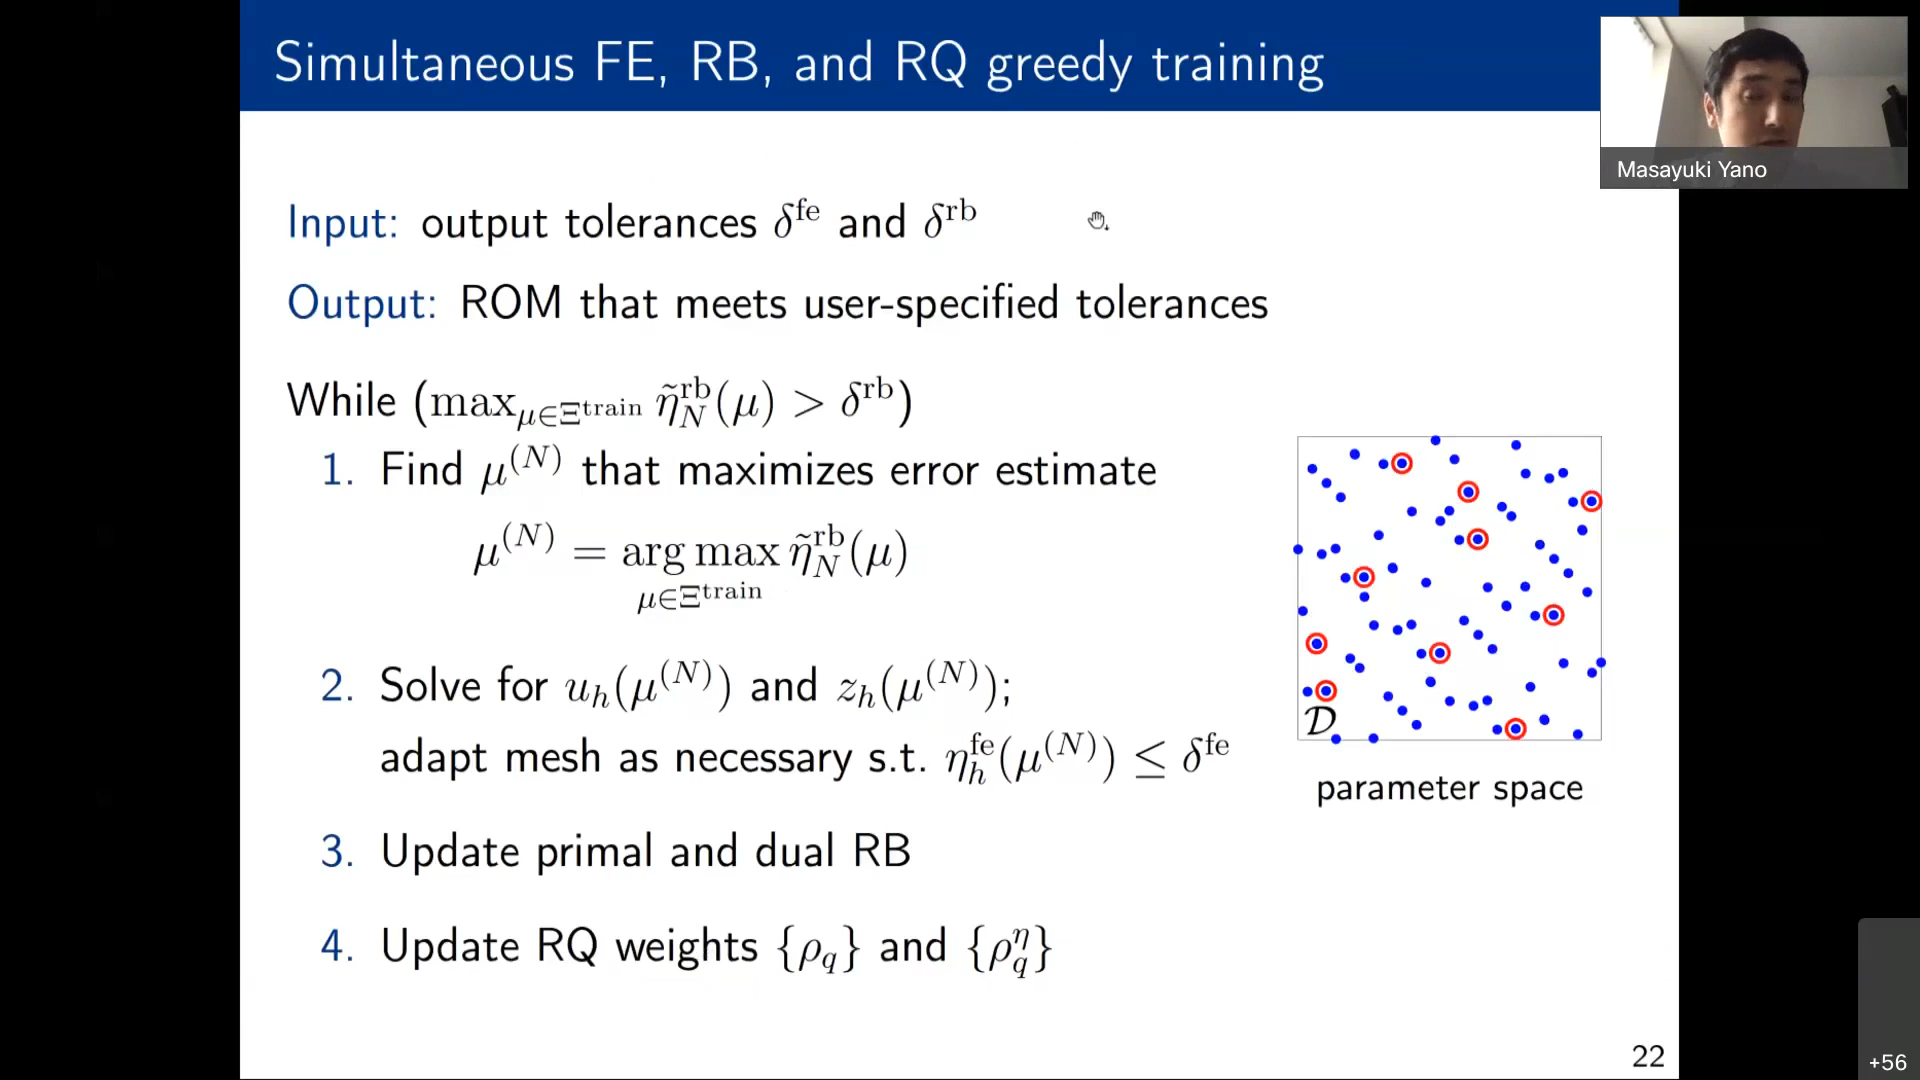 Simultaneous FE, RB, and RQ greedy training
Masayuki Yano
Input: output tolerances δ^fe and δ^rb
Output: ROM that meets user-specified tolerances
While (max_{μ∈Ξ^train} η̃_N^rb(μ) > δ^rb)
1. Find μ^(N) that maximizes error estimate
μ^(N) = arg max η̃_N^rb(μ)
μ∈Ξ^train
2. Solve for u_h(μ^(N)) and z_h(μ^(N));
adapt mesh as necessary s.t. η_h^fe(μ^(N)) ≤ δ^fe
3. Update primal and dual RB
4. Update RQ weights {ρ_q} and {ρ_q^η}
𝒟
parameter space
22
+56